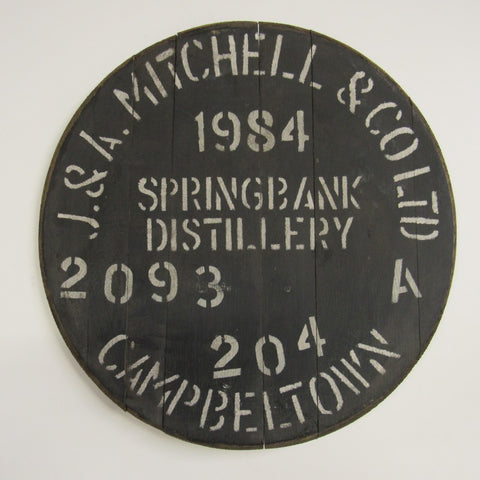 J. & A. MITCHELL & CO LTD
1984
SPRINGBANK
DISTILLERY
2093 A
204
CAMPBELTOWN